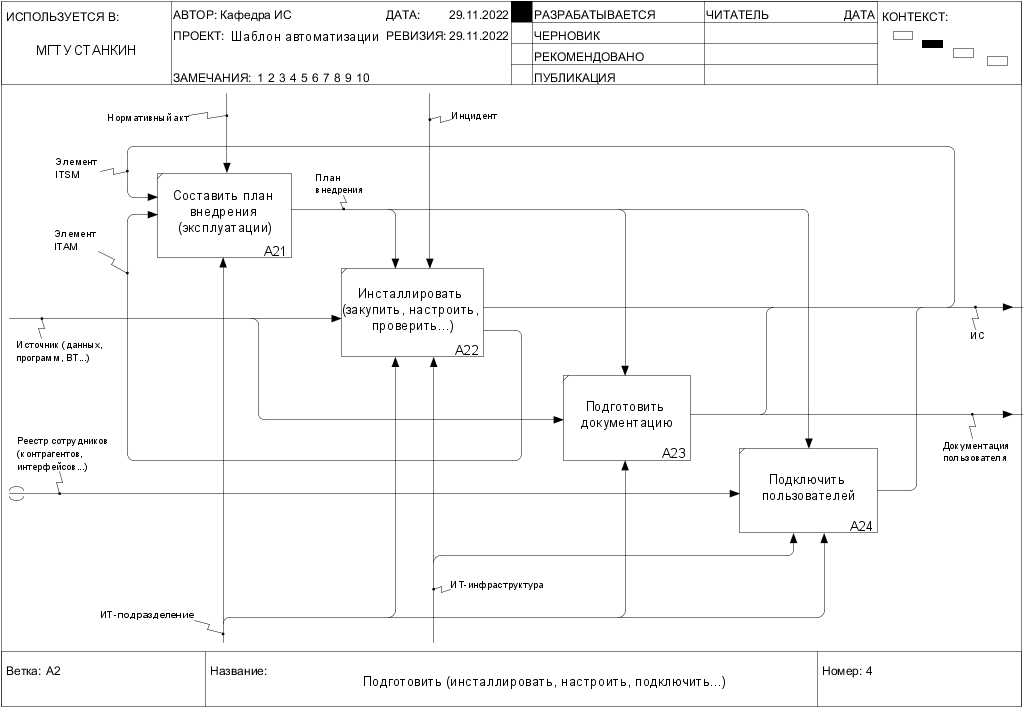 ИСПОЛЬЗУЕТСЯ В:
МГТУ СТАНКИН
АВТОР: Кафедра ИС
ДАТА: 29.11.2022
ПРОЕКТ: Шаблон автоматизации
РЕВИЗИЯ: 29.11.2022
ЗАМЕЧАНИЯ: 1 2 3 4 5 6 7 8 9 10
РАЗРАБАТЫВАЕТСЯ
ЧЕРНОВИК
РЕКОМЕНДОВАНО
ПУБЛИКАЦИЯ
ЧИТАТЕЛЬ
ДАТА
КОНТЕКСТ:
Нормативный акт
Инцидент
Элемент
ITSM
Составить план
внедрения
(эксплуатации)
A21
План
внедрения
Элемент
ITAM
Инсталлировать
(закупить, настроить,
проверить...)
A22
Источник (данных,
программ, ВТ...)
ИС
Подготовить
документацию
A23
Документация
пользователя
Реестр сотрудников
(контрагентов,
интерфейсов...)
Подключить
пользователей
A24
ИТ-инфраструктура
ИТ-подразделение
Ветка: A2
Название:
Подготовить (инсталлировать, настроить, подключить...)
Номер: 4